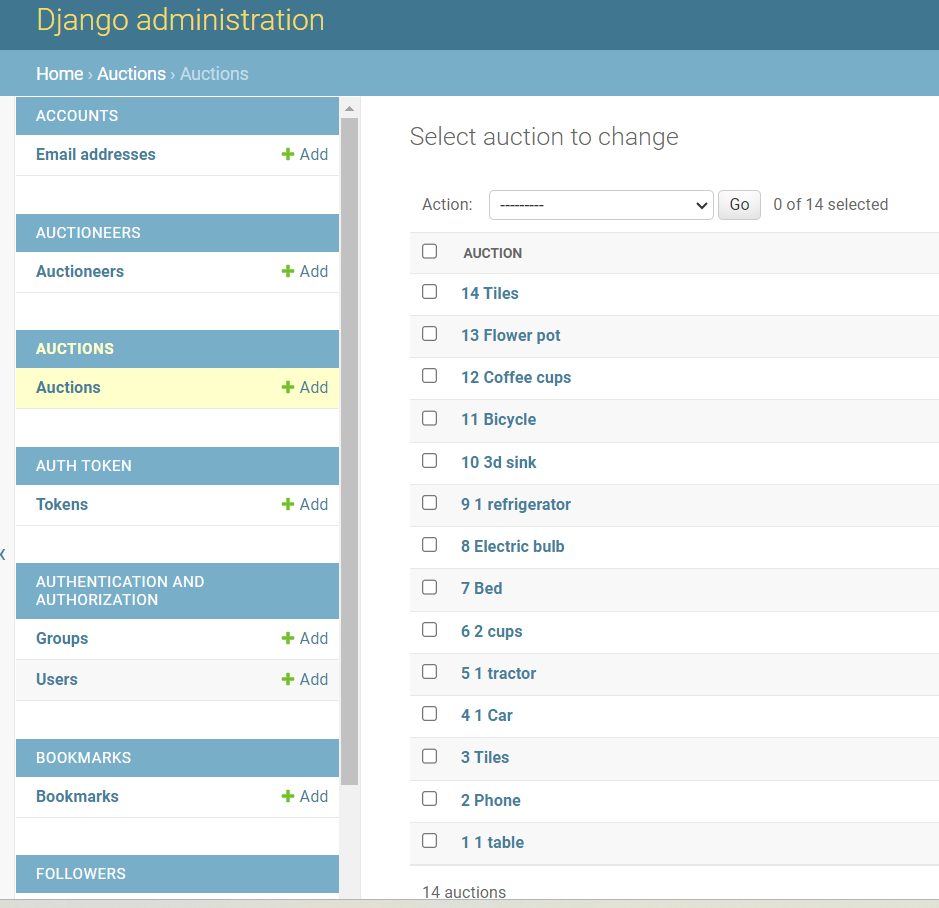 Django administration
Home › Auctions › Auctions
ACCOUNTS
Email addresses
Add
AUCTIONEERS
Auctioneers
Add
AUCTIONS
Auctions
Add
AUTH TOKEN
Tokens
Add
AUTHENTICATION AND
AUTHORIZATION
Groups
Add
Users
Add
BOOKMARKS
Bookmarks
Add
FOLLOWERS
Select auction to change
Action:
---------
Go
0 of 14 selected
AUCTION
14 Tiles
13 Flower pot
12 Coffee cups
11 Bicycle
10 3d sink
9 1 refrigerator
8 Electric bulb
7 Bed
6 2 cups
5 1 tractor
4 1 Car
3 Tiles
2 Phone
1 1 table
14 auctions